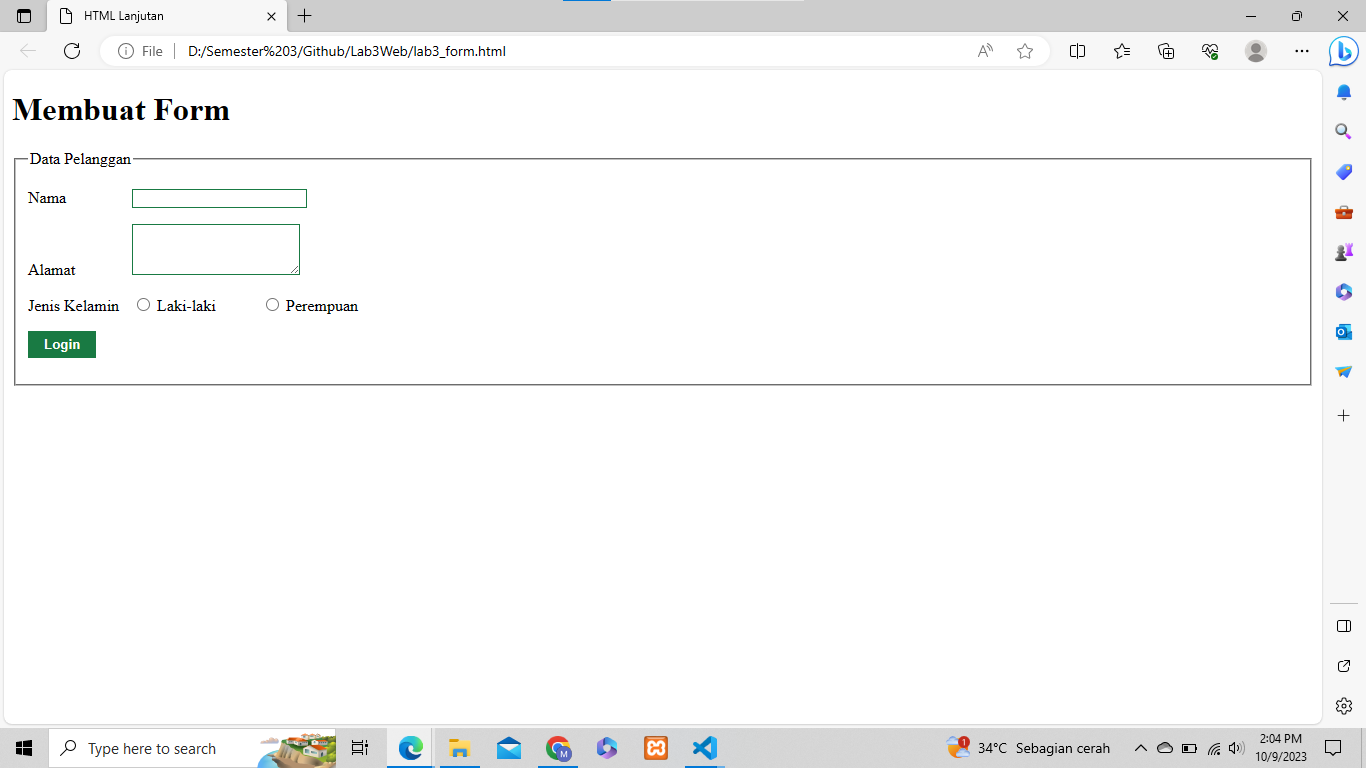 HTML Lanjutan
File
D:/Semester%203/Github/Lab3Web/lab3_form.html
Membuat Form
Data Pelanggan
Nama
Alamat
Jenis Kelamin Laki-laki Perempuan
Login
Type here to search
M
1
34°C Sebagian cerah
2:04 PM
10/9/2023